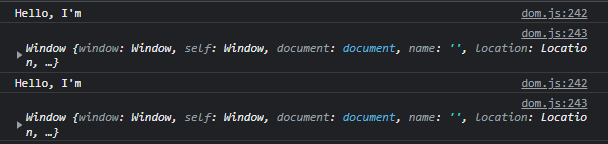 Hello, I'm dom.js:242
dom.js:243
Window {window: Window, self: Window, document: document, name: '', location: Locatio
n, …}
Hello, I'm dom.js:242
dom.js:243
Window {window: Window, self: Window, document: document, name: '', location: Locatio
n, …}